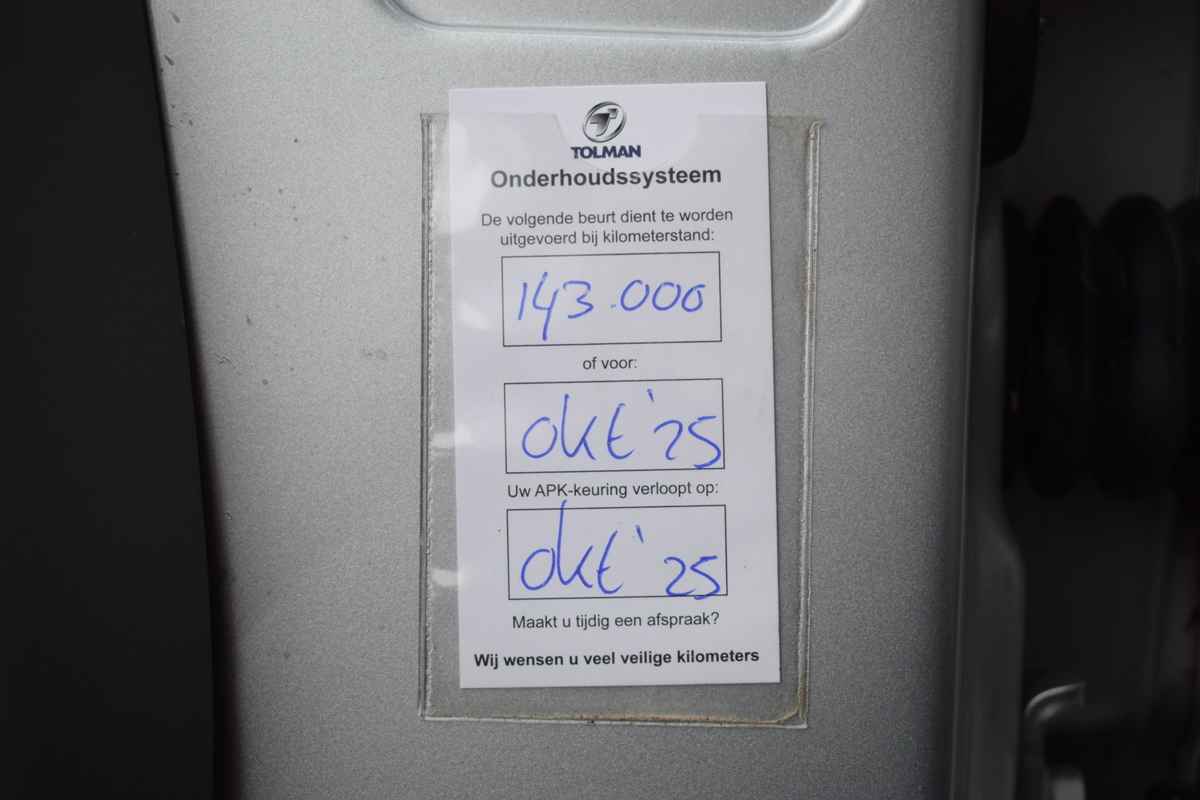 TOLMAN
Onderhoudssysteem
De volgende beurt dient te worden
uitgevoerd bij kilometerstand:
143.000
of voor:
okt '25
Uw APK-keuring verloopt op:
okt '25
Maakt u tijdig een afspraak?
Wij wensen u veel veilige kilometers